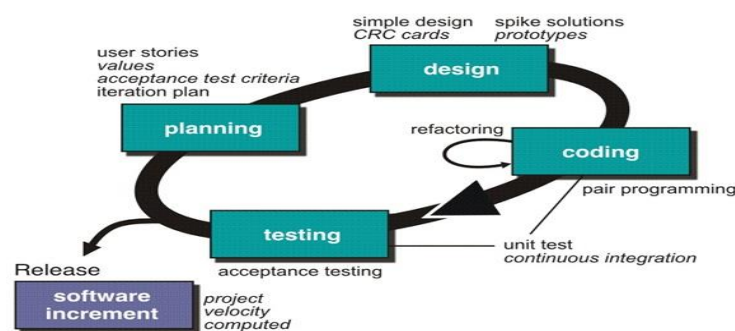 simple design
CRC cards
spike solutions
prototypes
user stories
values
acceptance test criteria
iteration plan
design
planning
refactoring
coding
pair programming
testing
unit test
continuous integration
acceptance testing
Release
software
increment
project
velocity
computed